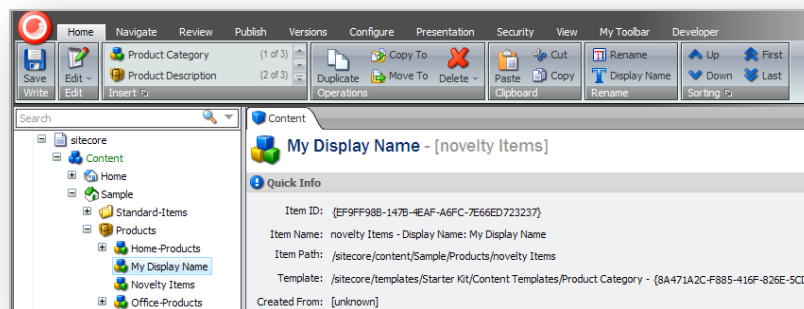 Home Navigate Review Publish Versions Configure Presentation Security View My Toolbar Developer
Product Category (1 of 3) Copy To Cut Rename Up First
Save Edit Product Description (2 of 3) Duplicate Move To Delete Paste Copy Display Name Down Last
Write Edit Insert Operations Clipboard Rename Sorting
Search
Content
sitecore
Content
Home
Sample
Standard-Items
Products
Home-Products
My Display Name
Novelty Items
Office-Products
My Display Name - [novelty Items]
Quick Info
Item ID: {EF9FF98B-147B-4EAF-A6FC-7E66ED723237}
Item Name: novelty Items - Display Name: My Display Name
Item Path: /sitecore/content/Sample/Products/novelty Items
Template: /sitecore/templates/Starter Kit/Content Templates/Product Category - {8A471A2C-F885-416F-826E-5CD
Created From: [unknown]